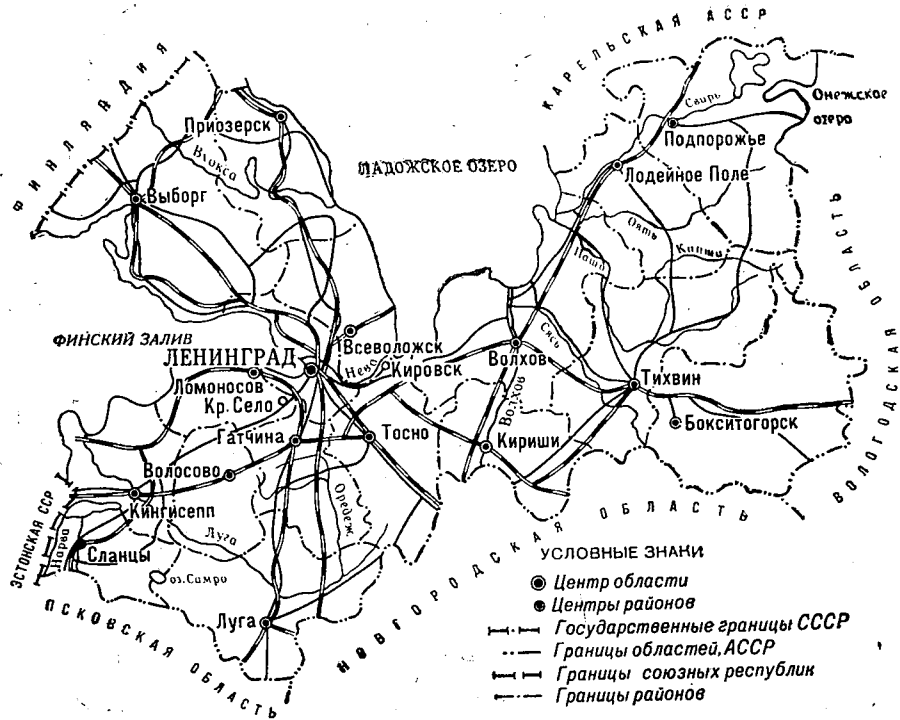 ФИНЛЯНДИЯ
КАРЕЛЬСКАЯ АССР
Онежское
озеро
Свирь
Подпорожье
Приозерск
Вуокса
ЛАДОЖСКОЕ ОЗЕРО
Лодейное Поле
Выборг
Оять
Капша
Паша
ВОЛОГОДСКАЯ ОБЛАСТЬ
ФИНСКИЙ ЗАЛИВ
Сясь
Всеволожск
Волхов
ЛЕНИНГРАД
Нева
Кировск
Тихвин
Ломоносов
Кр. Село
Волхов
Бокситогорск
Гатчина
Тосно
Кириши
Волосово
Кингисепп
Оредеж
ЭСТОНСКАЯ ССР
Нарва
Луга
Сланцы
оз. Самро
Луга
ПСКОВСКАЯ ОБЛАСТЬ
НОВГОРОДСКАЯ ОБЛАСТЬ
УСЛОВНЫЕ ЗНАКИ
Центр области
Центры районов
Государственные границы СССР
Границы областей, АССР
Границы союзных республик
Границы районов